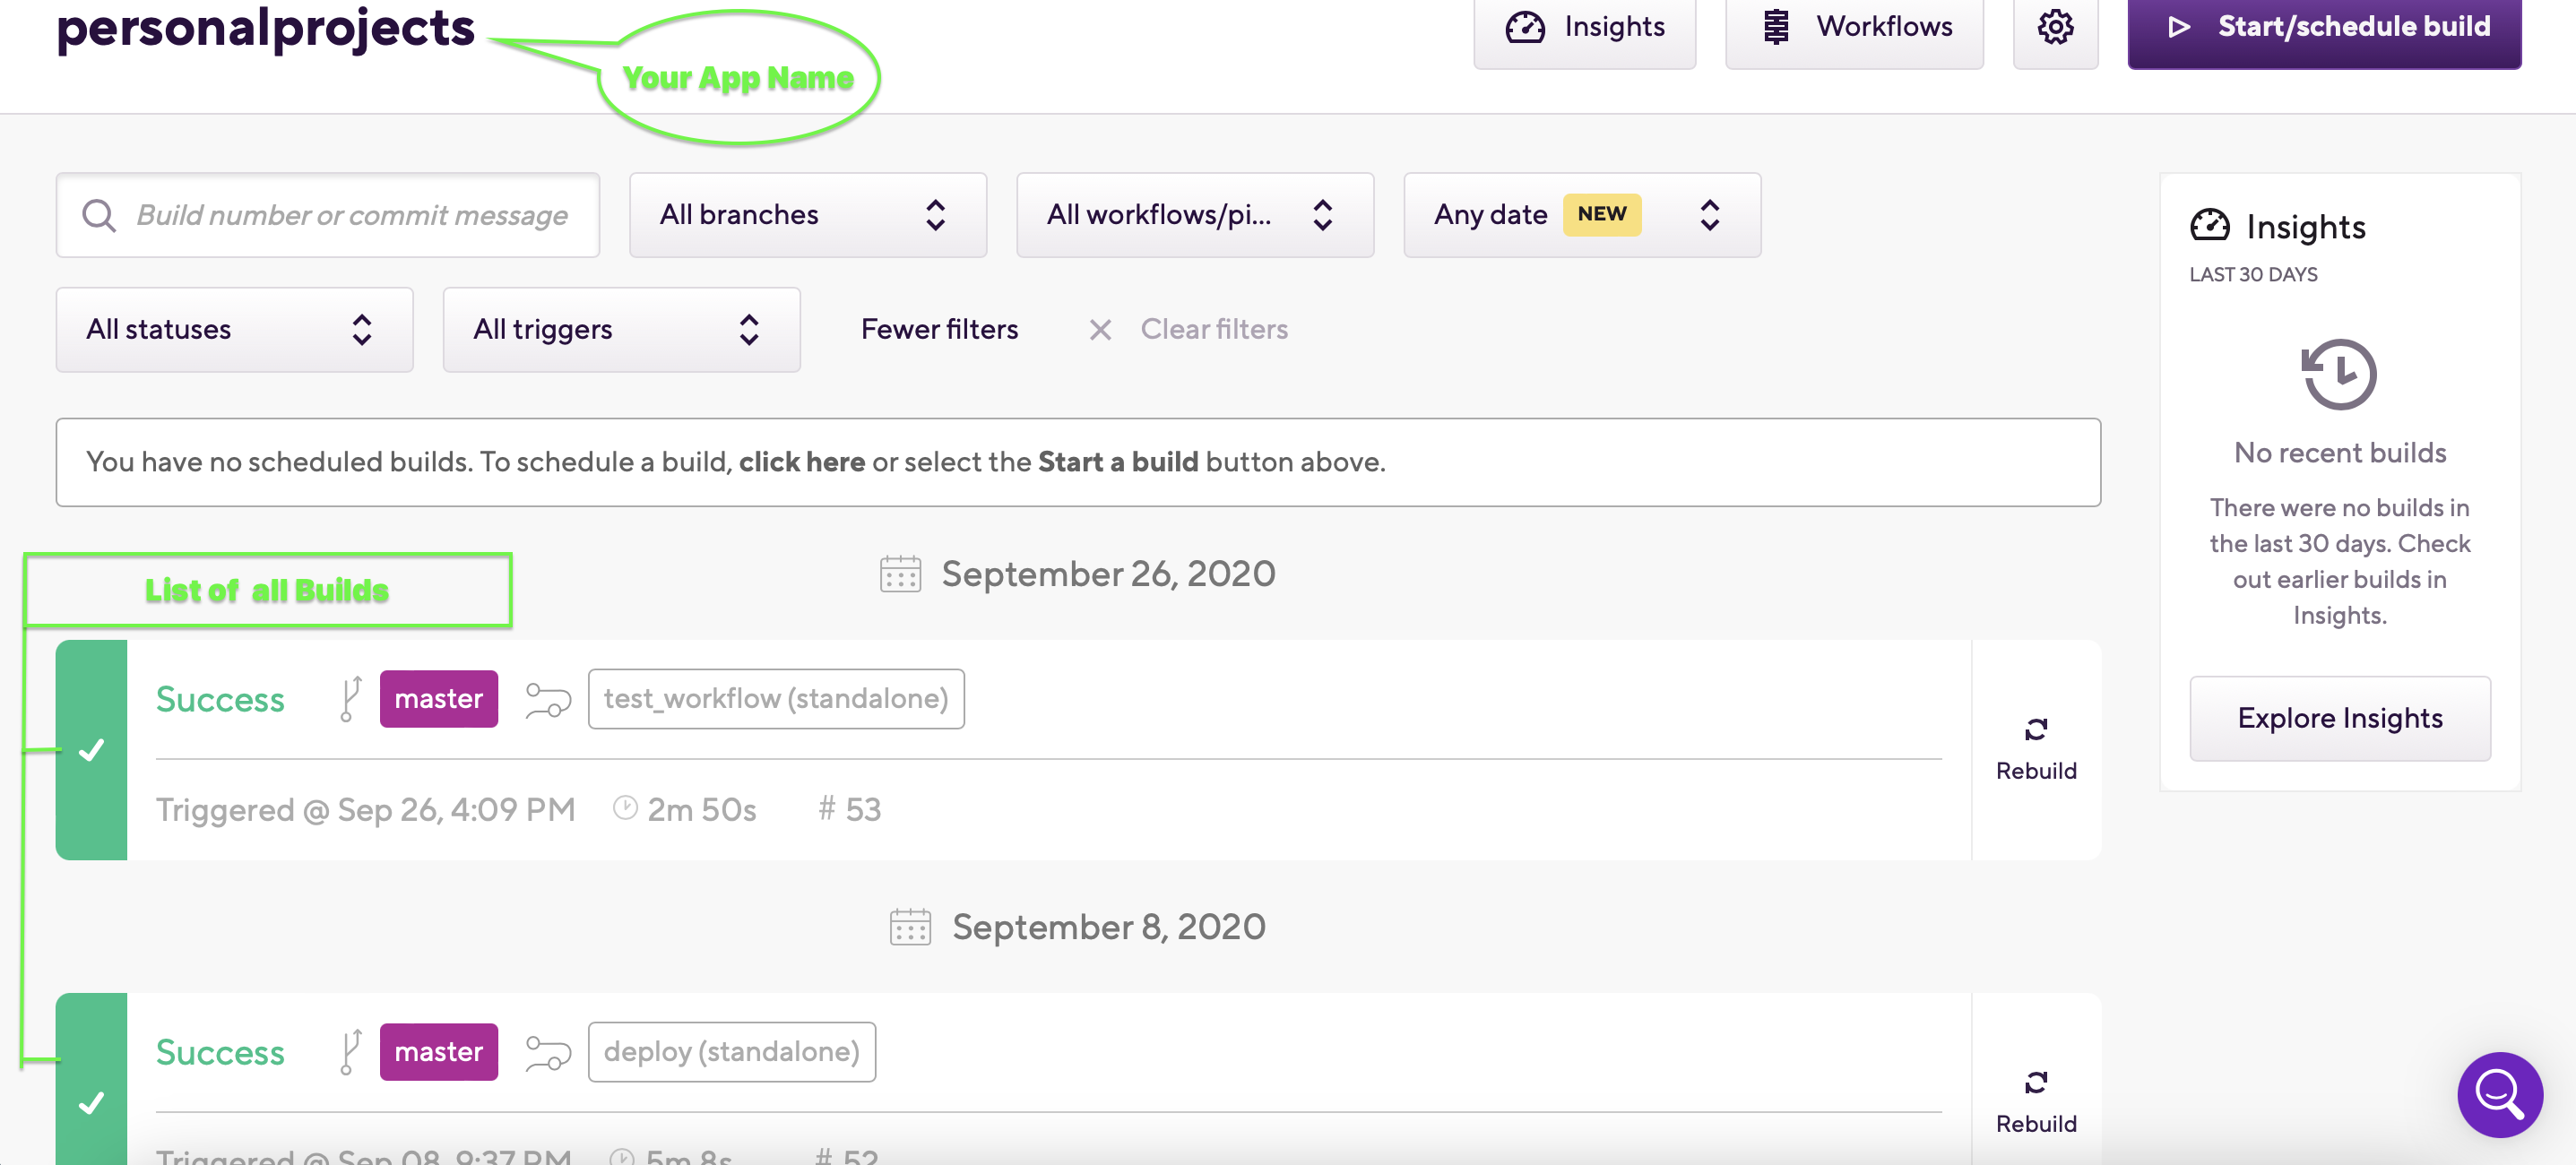 personalprojects
Your App Name
Insights
Workflows
Start/schedule build
Build number or commit message
All branches
All workflows/pi...
Any date NEW
All statuses
All triggers
Fewer filters
Clear filters
You have no scheduled builds. To schedule a build, click here or select the Start a build button above.
List of all Builds
September 26, 2020
Success
master
test_workflow (standalone)
Triggered @ Sep 26, 4:09 PM
2m 50s
# 53
Rebuild
September 8, 2020
Success
master
deploy (standalone)
Triggered @ Sep 08, 9:37 PM
5m 8s
# 52
Rebuild
Insights
LAST 30 DAYS
No recent builds
There were no builds in
the last 30 days. Check
out earlier builds in
Insights.
Explore Insights